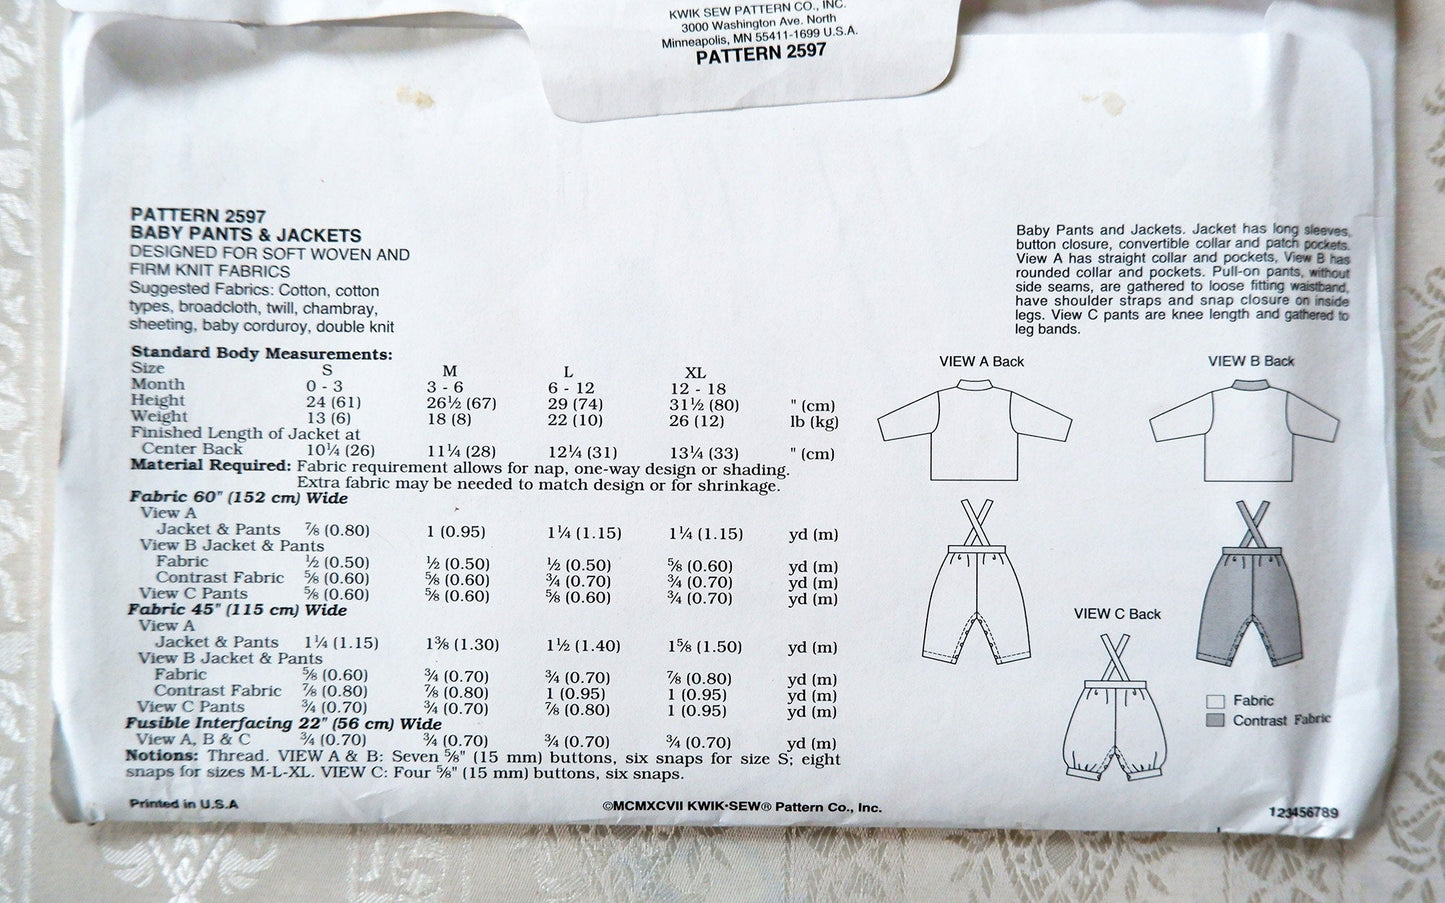 KWIK SEW PATTERN CO., INC.
3000 Washington Ave. North
Minneapolis, MN 55411-1699 U.S.A.
PATTERN 2597
PATTERN 2597
BABY PANTS & JACKETS
DESIGNED FOR SOFT WOVEN AND
FIRM KNIT FABRICS
Suggested Fabrics: Cotton, cotton
types, broadcloth, twill, chambray,
sheeting, baby corduroy, double knit
Baby Pants and Jackets. Jacket has long sleeves,
button closure, convertible collar and patch pockets.
View A has straight collar and pockets, View B has
rounded collar and pockets. Pull-on pants, without
side seams, are gathered to loose fitting waistband,
have shoulder straps and snap closure on inside
legs. View C pants are knee length and gathered to
leg bands.
Standard Body Measurements:
Size S M L XL
Month 0 - 3 3 - 6 6 - 12 12 - 18
Height 24 (61) 26½ (67) 29 (74) 31½ (80) " (cm)
Weight 13 (6) 18 (8) 22 (10) 26 (12) lb (kg)
Finished Length of Jacket at
Center Back 10¼ (26) 11¼ (28) 12¼ (31) 13¼ (33) " (cm)
Material Required: Fabric requirement allows for nap, one-way design or shading.
Extra fabric may be needed to match design or for shrinkage.
Fabric 60" (152 cm) Wide
View A
Jacket & Pants ⅞ (0.80) 1 (0.95) 1¼ (1.15) 1¼ (1.15) yd (m)
View B Jacket & Pants
Fabric ½ (0.50) ½ (0.50) ½ (0.50) ⅝ (0.60) yd (m)
Contrast Fabric ⅝ (0.60) ⅝ (0.60) ¾ (0.70) ¾ (0.70) yd (m)
View C Pants ⅝ (0.60) ⅝ (0.60) ⅝ (0.60) ¾ (0.70) yd (m)
Fabric 45" (115 cm) Wide
View A
Jacket & Pants 1¼ (1.15) 1⅜ (1.30) 1½ (1.40) 1⅝ (1.50) yd (m)
View B Jacket & Pants
Fabric ⅝ (0.60) ¾ (0.70) ¾ (0.70) ⅞ (0.80) yd (m)
Contrast Fabric ⅞ (0.80) ⅞ (0.80) 1 (0.95) 1 (0.95) yd (m)
View C Pants ¾ (0.70) ¾ (0.70) ⅞ (0.80) 1 (0.95) yd (m)
Fusible Interfacing 22" (56 cm) Wide
View A, B & C ¾ (0.70) ¾ (0.70) ¾ (0.70) ¾ (0.70) yd (m)
Notions: Thread. VIEW A & B: Seven ⅝" (15 mm) buttons, six snaps for size S; eight
snaps for sizes M-L-XL. VIEW C: Four ⅝" (15 mm) buttons, six snaps.
VIEW A Back
VIEW B Back
VIEW C Back
Fabric
Contrast Fabric
Printed in U.S.A
©MCMXCVII KWIK•SEW® Pattern Co., Inc.
123456789